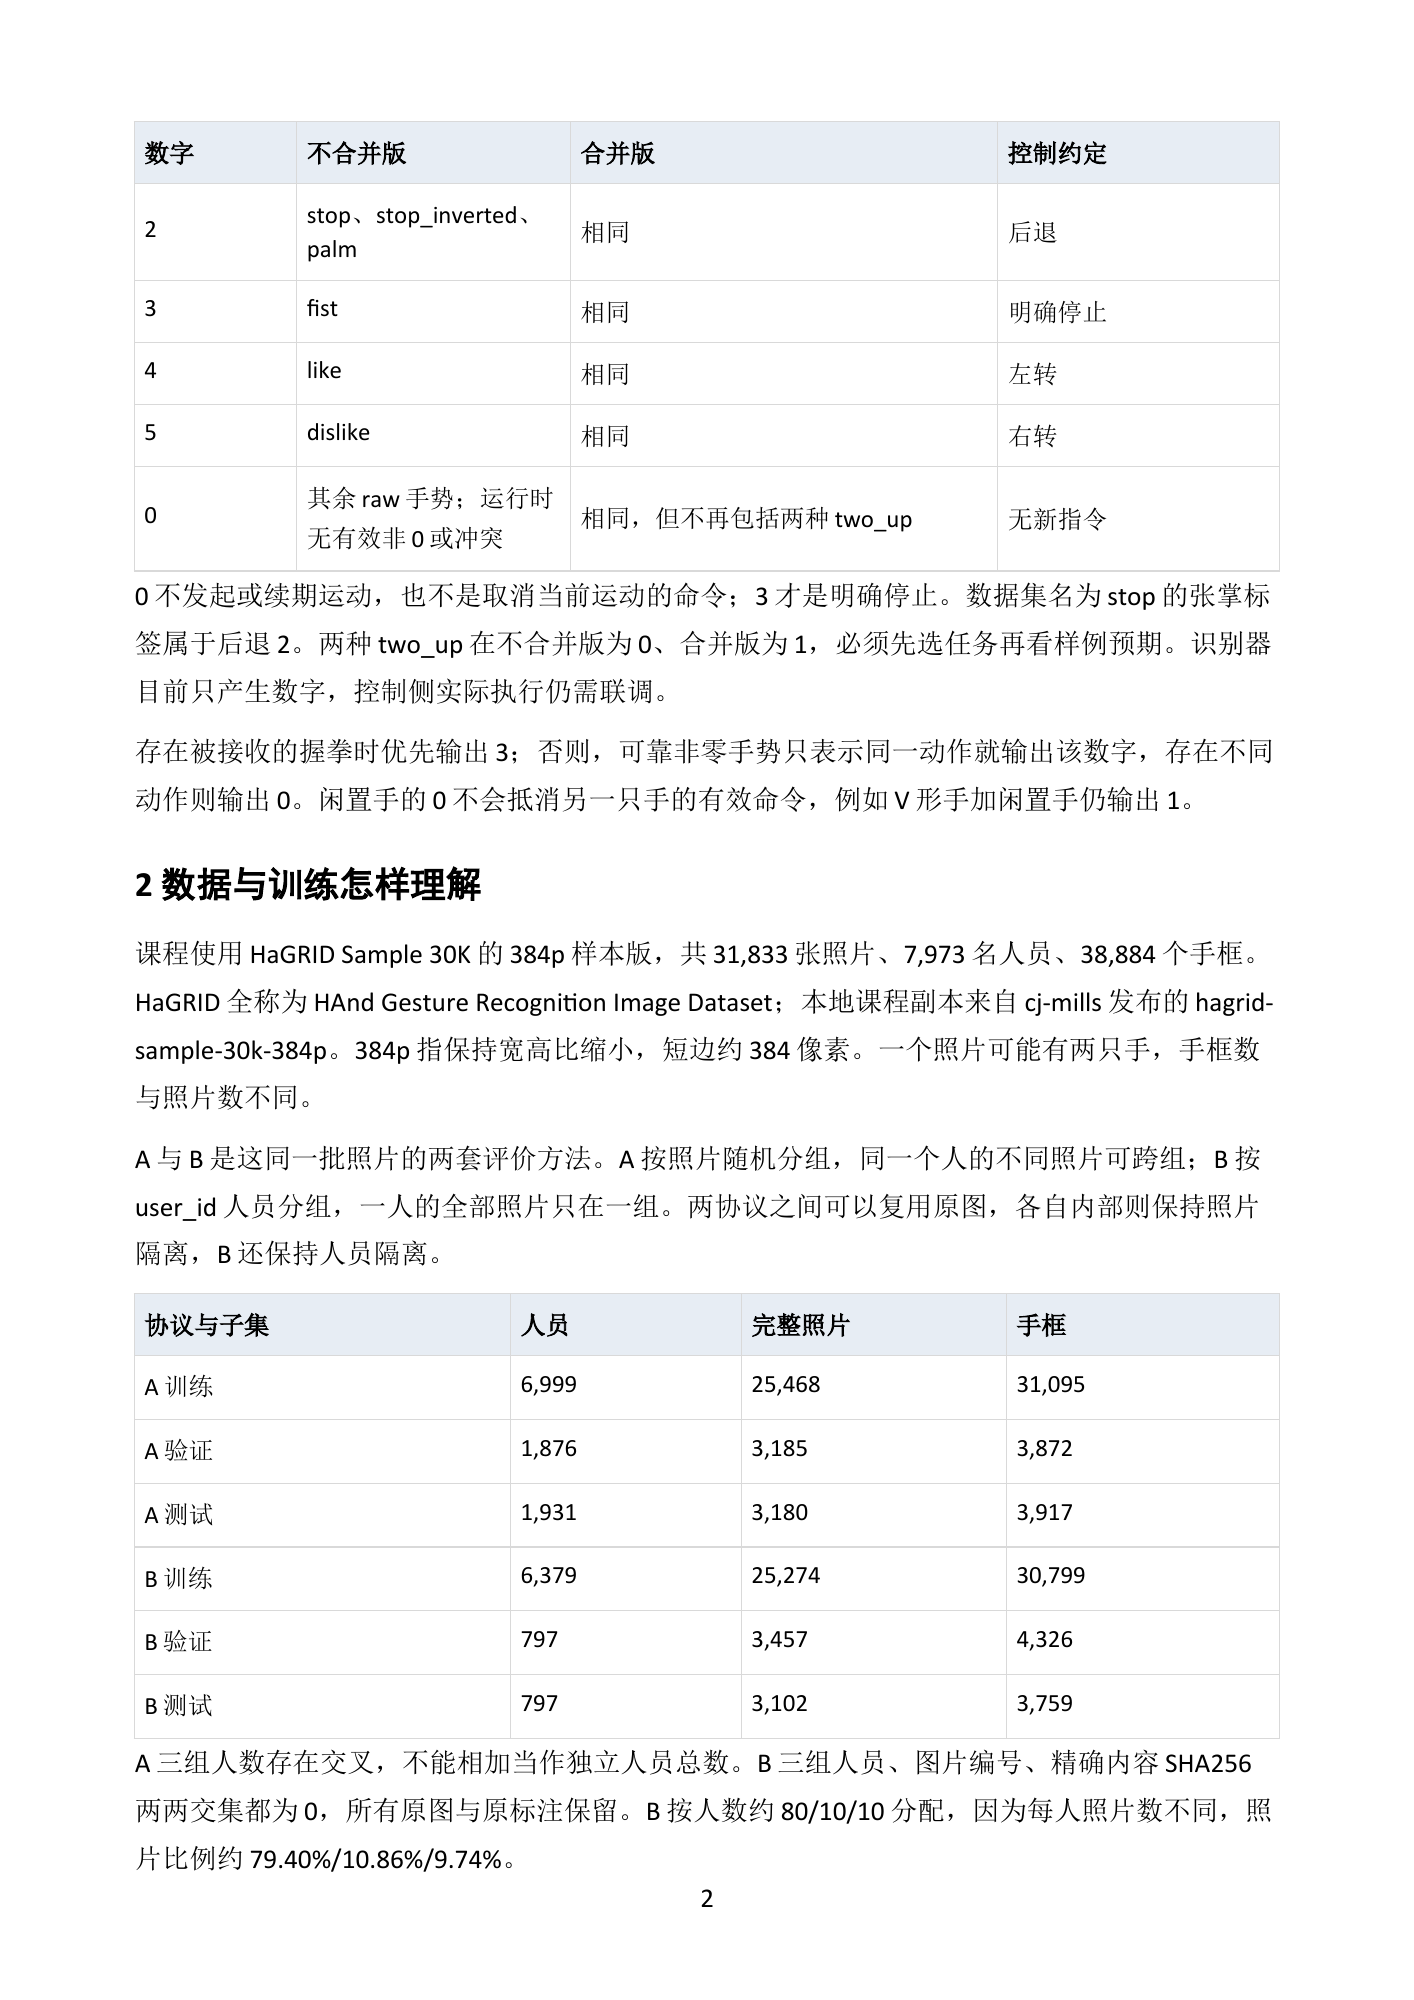 数字 不合并版 合并版 控制约定
2 stop、stop_inverted、palm 相同 后退
3 fist 相同 明确停止
4 like 相同 左转
5 dislike 相同 右转
0 其余 raw 手势；运行时无有效非 0 或冲突 相同，但不再包括两种 two_up 无新指令
0 不发起或续期运动，也不是取消当前运动的命令；3 才是明确停止。数据集名为 stop 的张掌标
签属于后退 2。两种 two_up 在不合并版为 0、合并版为 1，必须先选任务再看样例预期。识别器
目前只产生数字，控制侧实际执行仍需联调。
存在被接收的握拳时优先输出 3；否则，可靠非零手势只表示同一动作就输出该数字，存在不同
动作则输出 0。闲置手的 0 不会抵消另一只手的有效命令，例如 V 形手加闲置手仍输出 1。
2 数据与训练怎样理解
课程使用 HaGRID Sample 30K 的 384p 样本版，共 31,833 张照片、7,973 名人员、38,884 个手框。
HaGRID 全称为 HAnd Gesture Recognition Image Dataset；本地课程副本来自 cj-mills 发布的 hagrid-
sample-30k-384p。384p 指保持宽高比缩小，短边约 384 像素。一个照片可能有两只手，手框数
与照片数不同。
A 与 B 是这同一批照片的两套评价方法。A 按照片随机分组，同一个人的不同照片可跨组；B 按
user_id 人员分组，一人的全部照片只在一组。两协议之间可以复用原图，各自内部则保持照片
隔离，B 还保持人员隔离。
协议与子集 人员 完整照片 手框
A 训练 6,999 25,468 31,095
A 验证 1,876 3,185 3,872
A 测试 1,931 3,180 3,917
B 训练 6,379 25,274 30,799
B 验证 797 3,457 4,326
B 测试 797 3,102 3,759
A 三组人数存在交叉，不能相加当作独立人员总数。B 三组人员、图片编号、精确内容 SHA256
两两交集都为 0，所有原图与原标注保留。B 按人数约 80/10/10 分配，因为每人照片数不同，照
片比例约 79.40%/10.86%/9.74%。
2